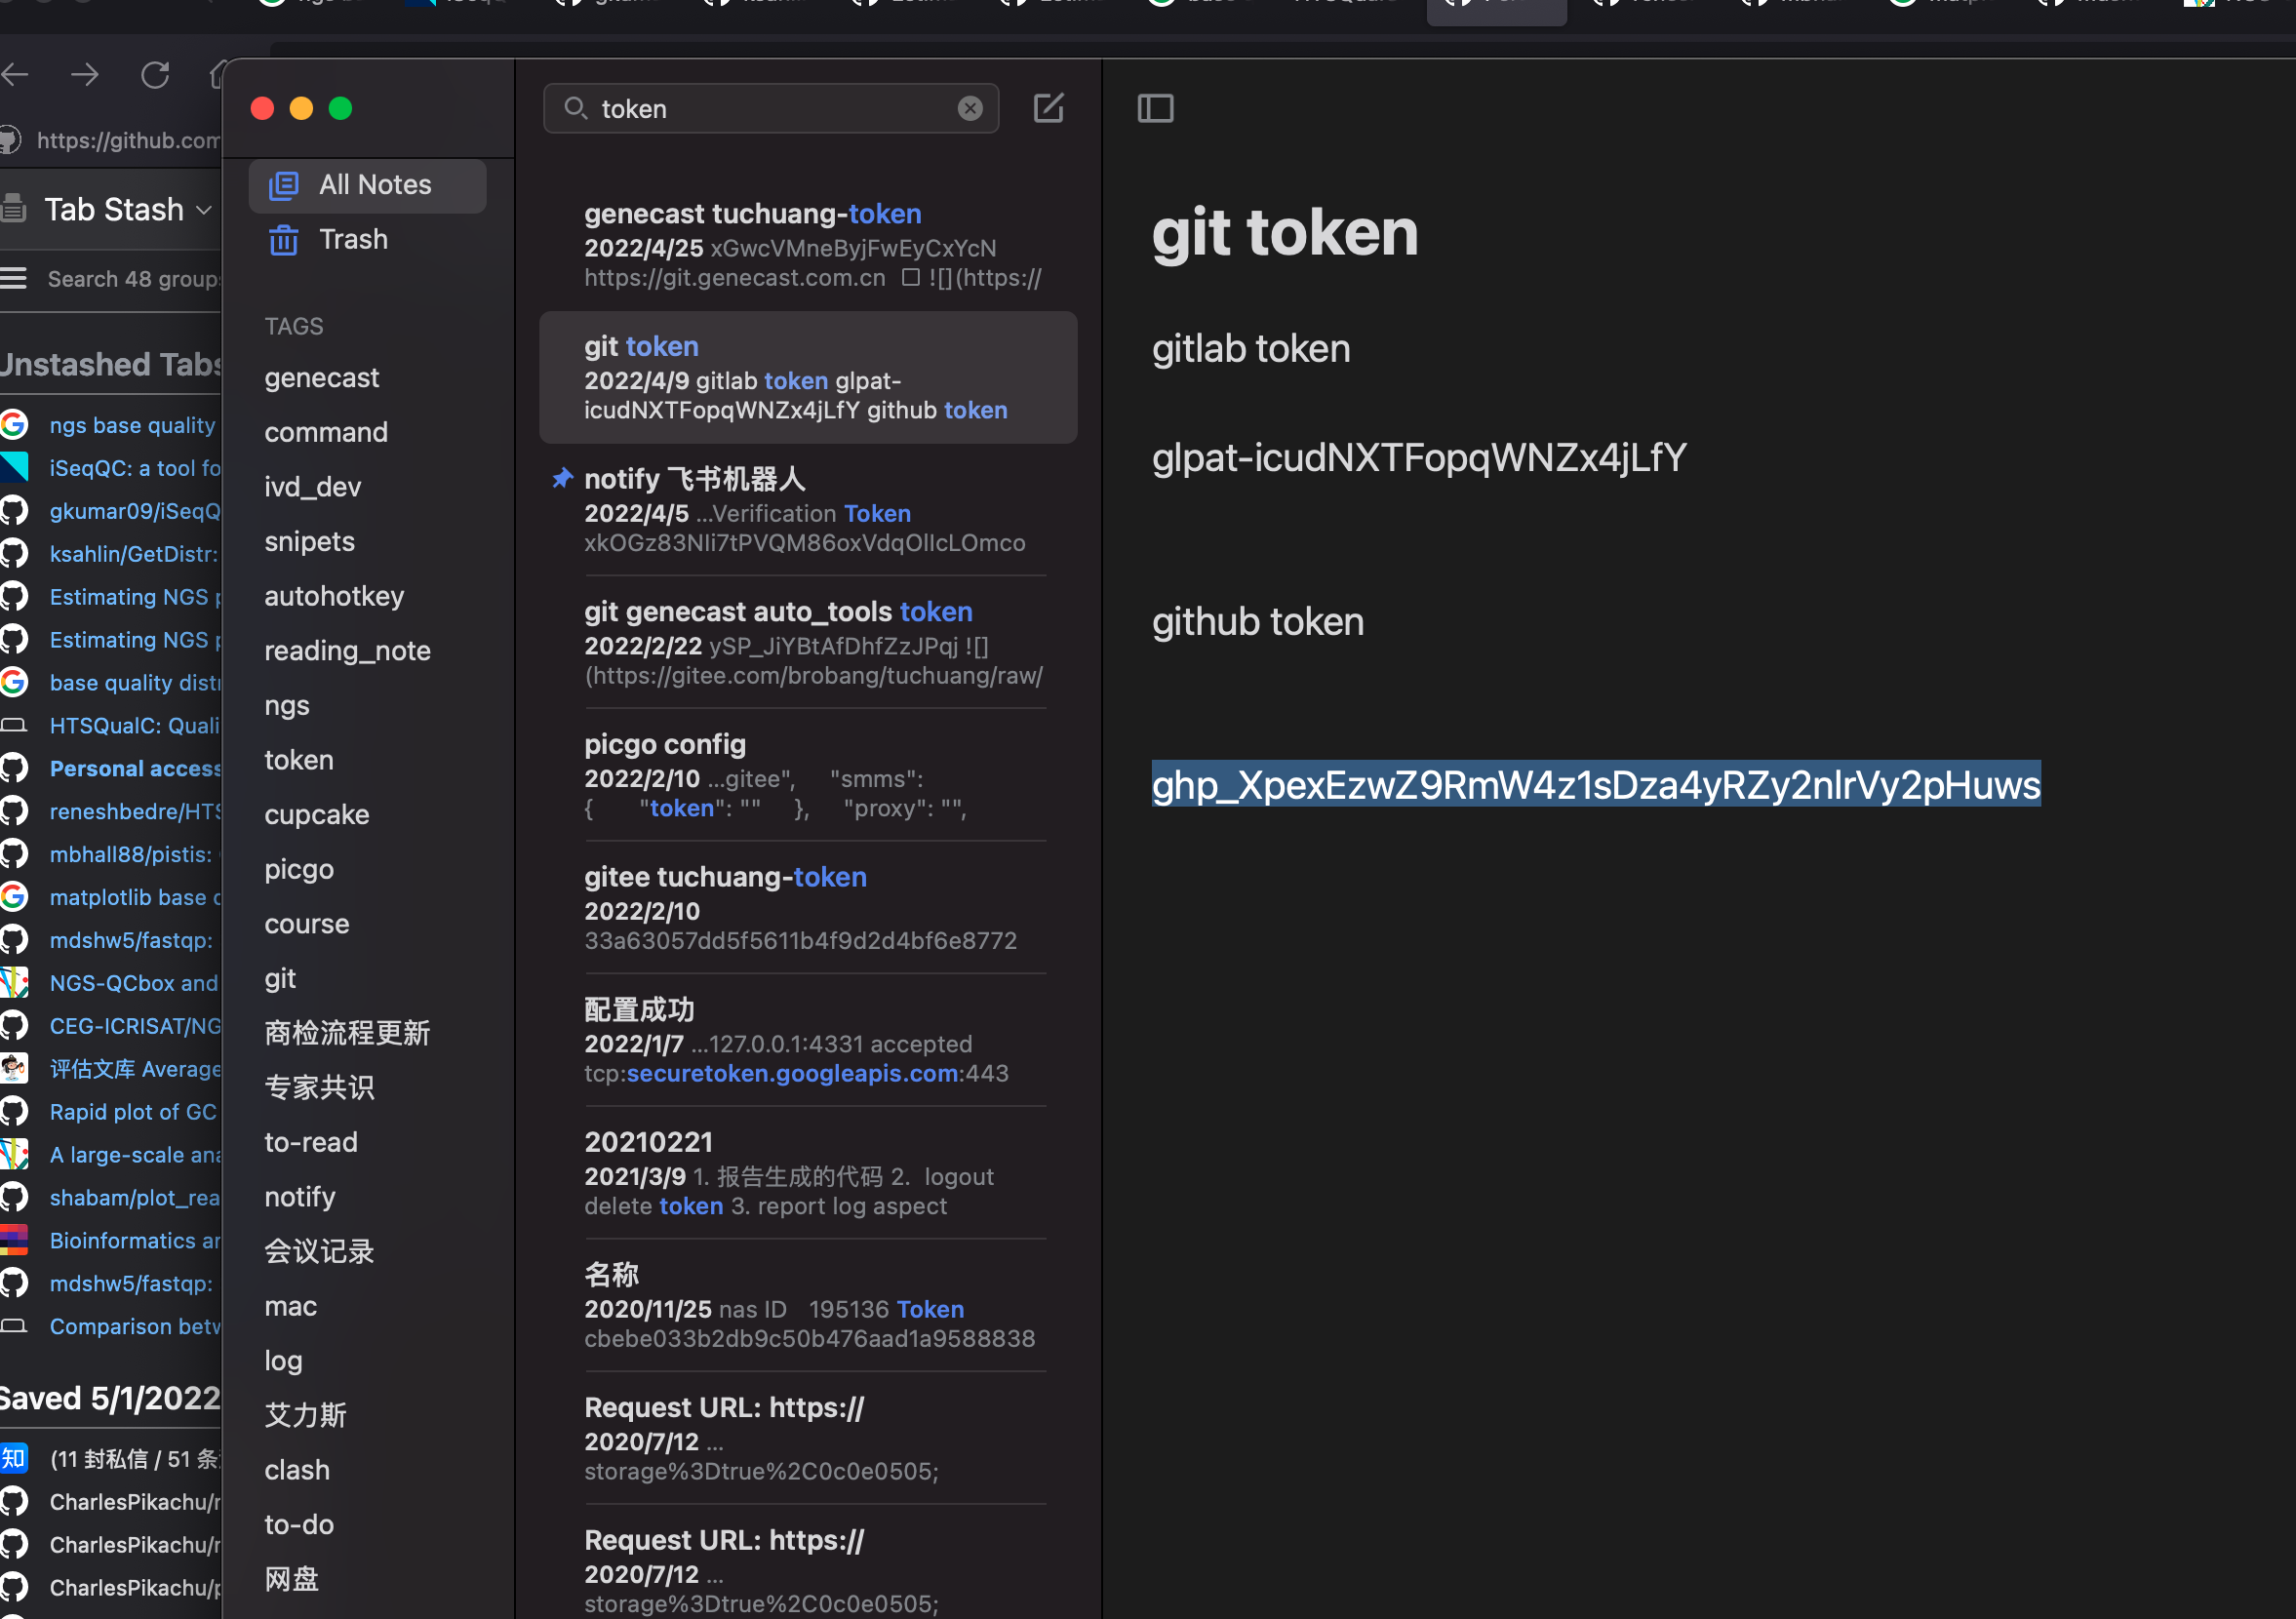 https://github.com
Tab Stash
Search 48 groups
Unstashed Tabs
ngs base quality
iSeqQC: a tool fo
gkumar09/iSeqQ
ksahlin/GetDistr:
Estimating NGS p
Estimating NGS p
base quality distr
HTSQualC: Quali
Personal access
reneshbedre/HTS
mbhall88/pistis:
matplotlib base
mdshw5/fastqp:
NGS-QCbox and
CEG-ICRISAT/NG
评估文库 Average
Rapid plot of GC
A large-scale ana
shabam/plot_rea
Bioinformatics an
mdshw5/fastqp:
Comparison betw
Saved 5/1/2022
(11 封私信 / 51 条
CharlesPikachu/
CharlesPikachu/
CharlesPikachu/p
All Notes
Trash
TAGS
genecast
command
ivd_dev
snipets
autohotkey
reading_note
ngs
token
cupcake
picgo
course
git
商检流程更新
专家共识
to-read
notify
会议记录
mac
log
艾力斯
clash
to-do
网盘
token
genecast tuchuang-token
2022/4/25 xGwcVMneByjFwEyCxYcN
https://git.genecast.com.cn ☐ ![](https://
git token
2022/4/9 gitlab token glpat-
icudNXTFopqWNZx4jLfY github token
notify 飞书机器人
2022/4/5 ...Verification Token
git genecast auto_tools token
2022/2/22 ySP_JiYBtAfDhfZzJPqj ![]
(https://gitee.com/brobang/tuchuang/raw/
picgo config
2022/2/10 ...gitee", "smms":
{ "token": "" }, "proxy": "",
gitee tuchuang-token
2022/2/10
33a63057dd5f5611b4f9d2d4bf6e8772
配置成功
2022/1/7 ...127.0.0.1:4331 accepted
tcp:securetoken.googleapis.com:443
20210221
2021/3/9 1. 报告生成的代码 2. logout
delete token 3. report log aspect
名称
2020/11/25 nas ID 195136 Token
cbebe033b2db9c50b476aad1a9588838
Request URL: https://
2020/7/12 ...
storage%3Dtrue%2C0c0e0505;
Request URL: https://
2020/7/12 ...
storage%3Dtrue%2C0c0e0505;
git token
gitlab token
glpat-icudNXTFopqWNZx4jLfY
github token